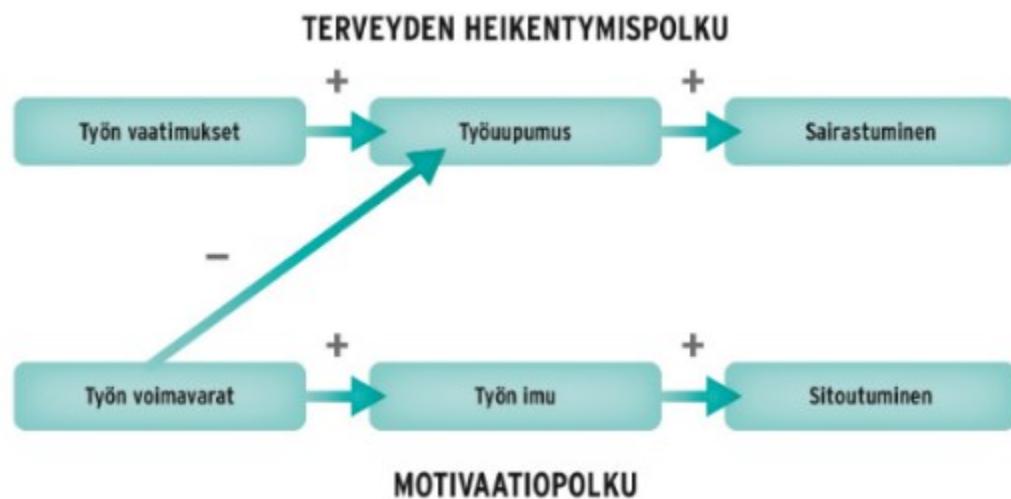 TERVEYDEN HEIKENTYMISPOLKU
+ +
Työn vaatimukset Työuupumus Sairastuminen
−
+ +
Työn voimavarat Työn imu Sitoutuminen
MOTIVAATIOPOLKU